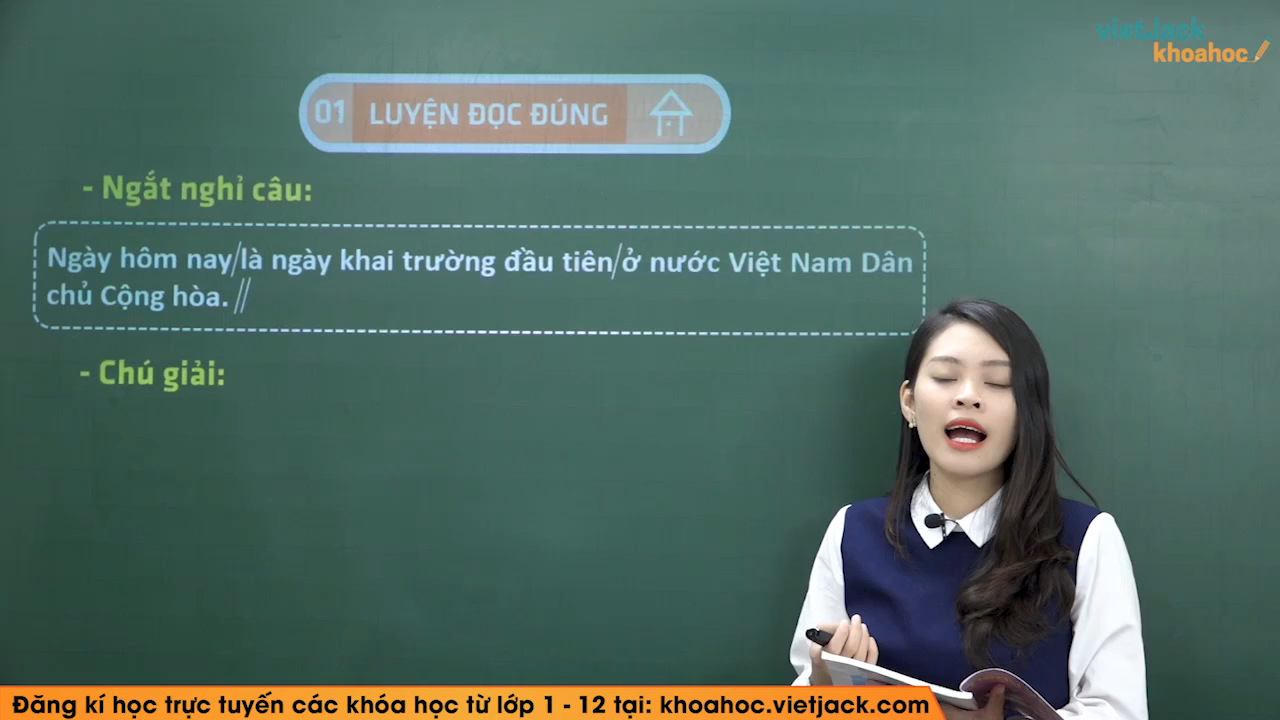 vietjack
khoahoc
01 LUYỆN ĐỌC ĐÚNG
- Ngắt nghỉ câu:
Ngày hôm nay/là ngày khai trường đầu tiên/ở nước Việt Nam Dân
chủ Cộng hòa. //
- Chú giải:
Đăng kí học trực tuyến các khóa học từ lớp 1 - 12 tại: khoahoc.vietjack.com